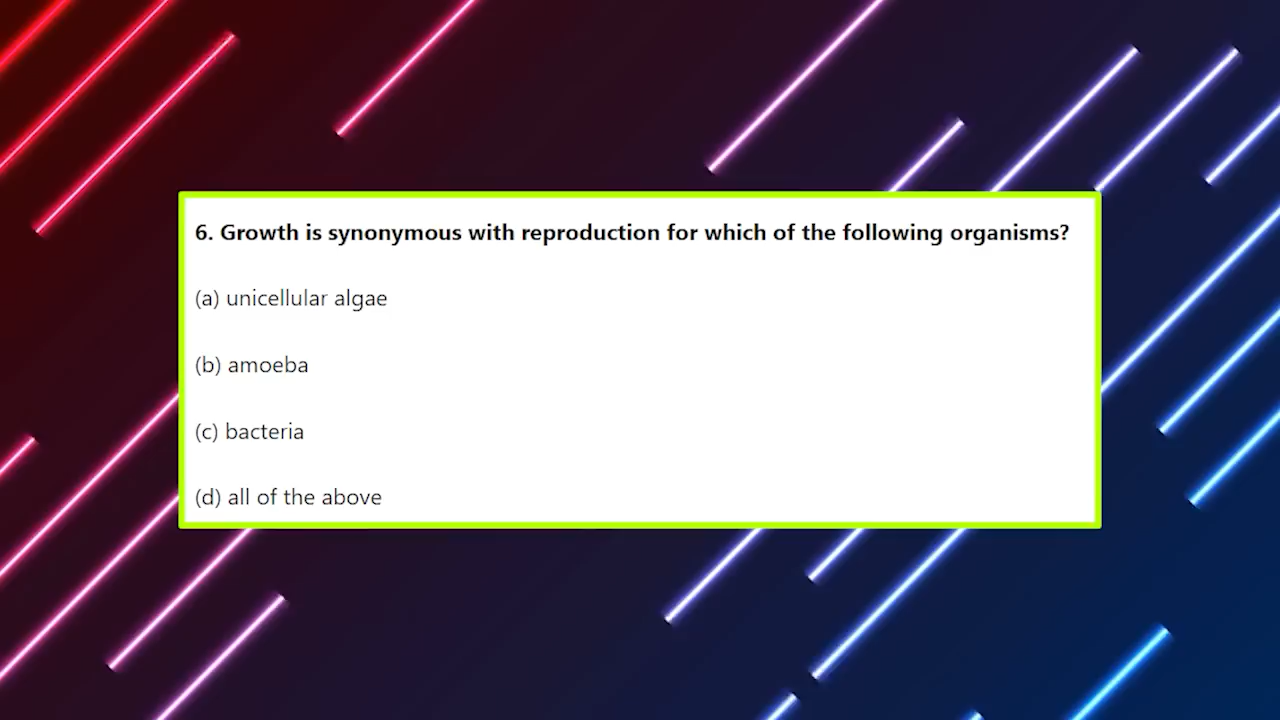 6. Growth is synonymous with reproduction for which of the following organisms?
(a) unicellular algae
(b) amoeba
(c) bacteria
(d) all of the above